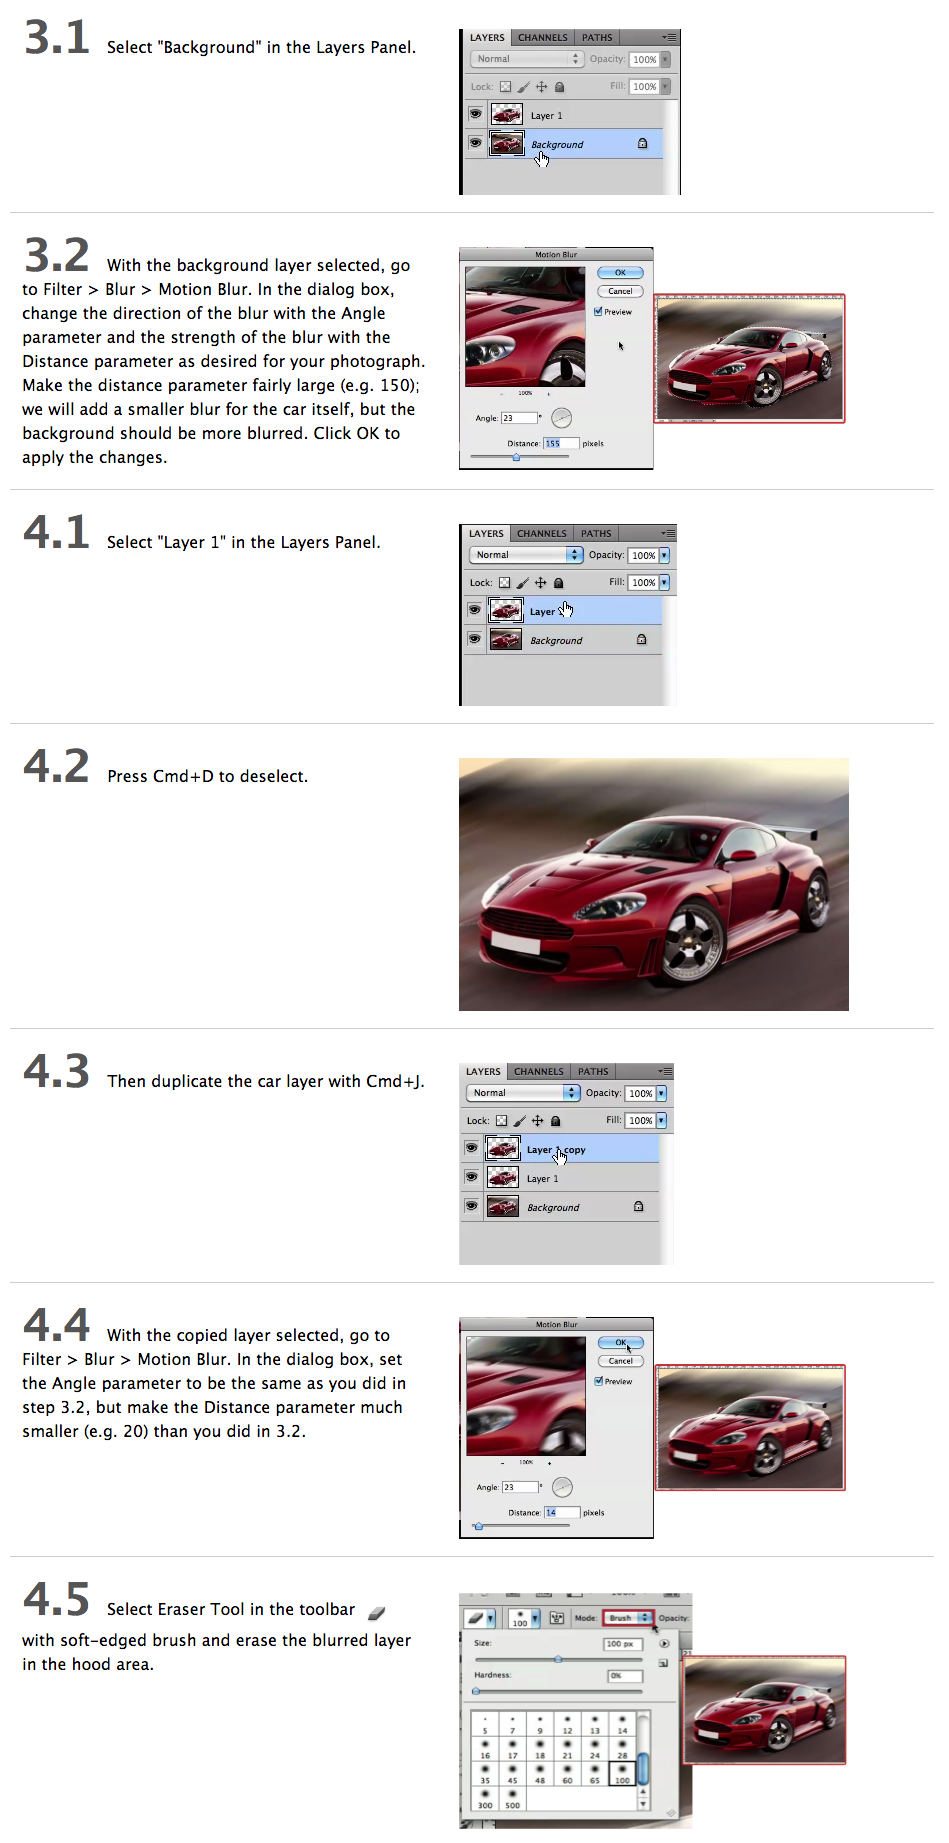 3.1 Select "Background" in the Layers Panel.
LAYERS CHANNELS PATHS
Normal Opacity: 100%
Lock: Fill: 100%
Layer 1
Background
3.2 With the background layer selected, go
to Filter > Blur > Motion Blur. In the dialog box,
change the direction of the blur with the Angle
parameter and the strength of the blur with the
Distance parameter as desired for your photograph.
Make the distance parameter fairly large (e.g. 150);
we will add a smaller blur for the car itself, but the
background should be more blurred. Click OK to
apply the changes.
Motion Blur
OK
Cancel
Preview
- 100% +
Angle: 23 °
Distance: 155 pixels
4.1 Select "Layer 1" in the Layers Panel.
LAYERS CHANNELS PATHS
Normal Opacity: 100%
Lock: Fill: 100%
Layer
Background
4.2 Press Cmd+D to deselect.
4.3 Then duplicate the car layer with Cmd+J.
LAYERS CHANNELS PATHS
Normal Opacity: 100%
Lock: Fill: 100%
Layer 1 copy
Layer 1
Background
4.4 With the copied layer selected, go to
Filter > Blur > Motion Blur. In the dialog box, set
the Angle parameter to be the same as you did in
step 3.2, but make the Distance parameter much
smaller (e.g. 20) than you did in 3.2.
Motion Blur
OK
Cancel
Preview
- 100% +
Angle: 23 °
Distance: 14 pixels
4.5 Select Eraser Tool in the toolbar
with soft-edged brush and erase the blurred layer
in the hood area.
100 Mode: Brush Opacity:
Size: 100 px
Hardness: 0%
5 7 9 12 13 14
16 17 18 21 24 28
35 45 48 60 65 100
300 500